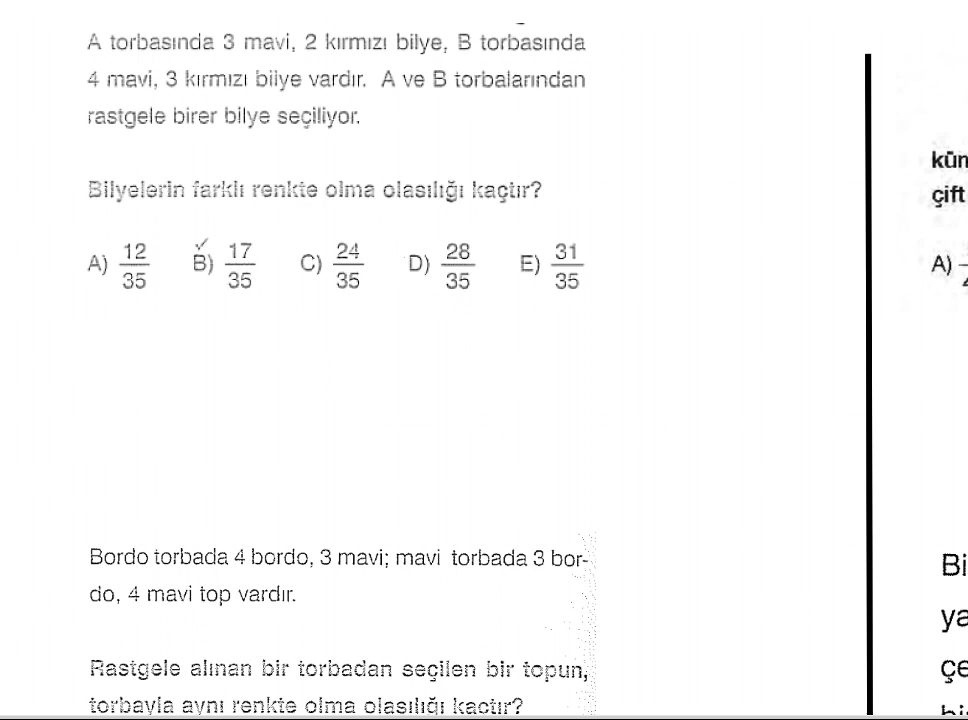 A torbasında 3 mavi, 2 kırmızı bilye, B torbasında
4 mavi, 3 kırmızı bilye vardır. A ve B torbalarından
rastgele birer bilye seçiliyor.
Bilyelerin farklı renkte olma olasılığı kaçtır?
A) 12/35 B) 17/35 C) 24/35 D) 28/35 E) 31/35
Bordo torbada 4 bordo, 3 mavi; mavi torbada 3 bor-
do, 4 mavi top vardır.
Rastgele alınan bir torbadan seçilen bir topun,
torbayla aynı renkte olma olasılığı kaçtır?
çift
A)
Bi
ya
çe